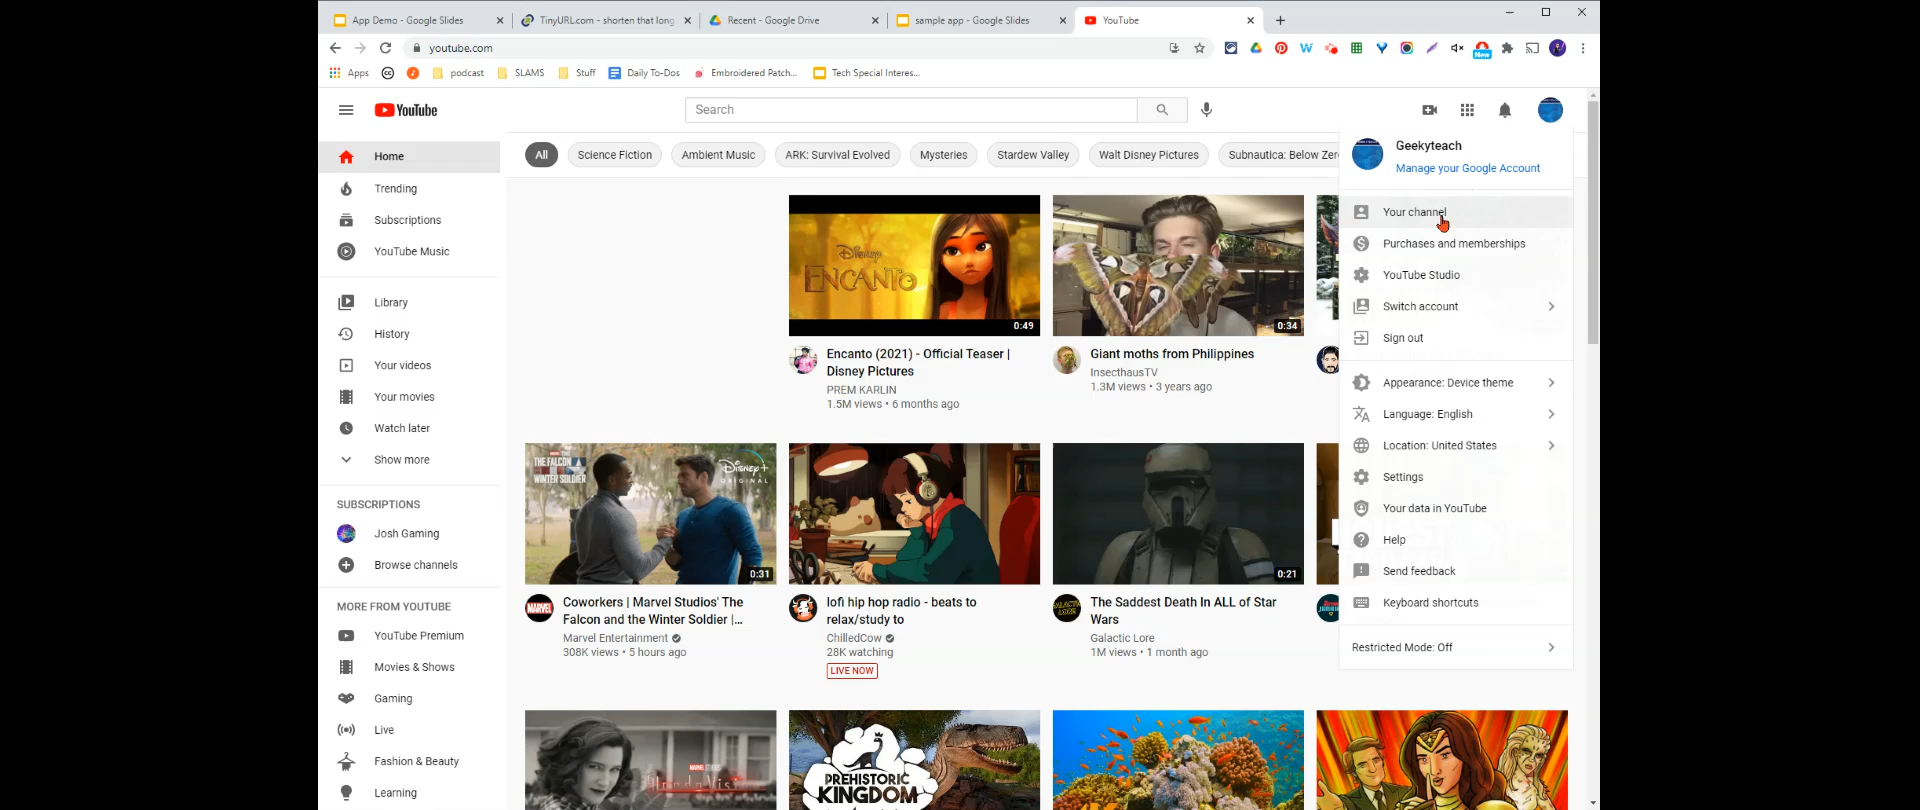 App Demo - Google Slides
TinyURL.com - shorten that long
Recent - Google Drive
sample app - Google Slides
YouTube
youtube.com
New
Apps
podcast
SLAMS
Stuff
Daily To-Dos
Embroidered Patch...
Tech Special Interes...
YouTube
Search
Home
Trending
Subscriptions
YouTube Music
Library
History
Your videos
Your movies
Watch later
Show more
SUBSCRIPTIONS
Josh Gaming
Browse channels
MORE FROM YOUTUBE
YouTube Premium
Movies & Shows
Gaming
Live
Fashion & Beauty
Learning
All
Science Fiction
Ambient Music
ARK: Survival Evolved
Mysteries
Stardew Valley
Walt Disney Pictures
Subnautica: Below Zero
Disney
ENCANTO
0:49
Encanto (2021) - Official Teaser |
Disney Pictures
PREM KARLIN
1.5M views • 6 months ago
0:34
Giant moths from Philippines
InsecthausTV
1.3M views • 3 years ago
THE FALCON
WINTER SOLDIER
Disney+
ORIGINAL
0:31
MARVEL
Coworkers | Marvel Studios' The
Falcon and the Winter Soldier |...
Marvel Entertainment
308K views • 5 hours ago
lofi hip hop radio - beats to
relax/study to
ChilledCow
28K watching
LIVE NOW
0:21
The Saddest Death In ALL of Star
Wars
Galactic Lore
1M views • 1 month ago
PREHISTORIC
KINGDOM
Geekyteach
Manage your Google Account
Your channel
Purchases and memberships
YouTube Studio
Switch account
Sign out
Appearance: Device theme
Language: English
Location: United States
Settings
Your data in YouTube
Help
Send feedback
Keyboard shortcuts
Restricted Mode: Off